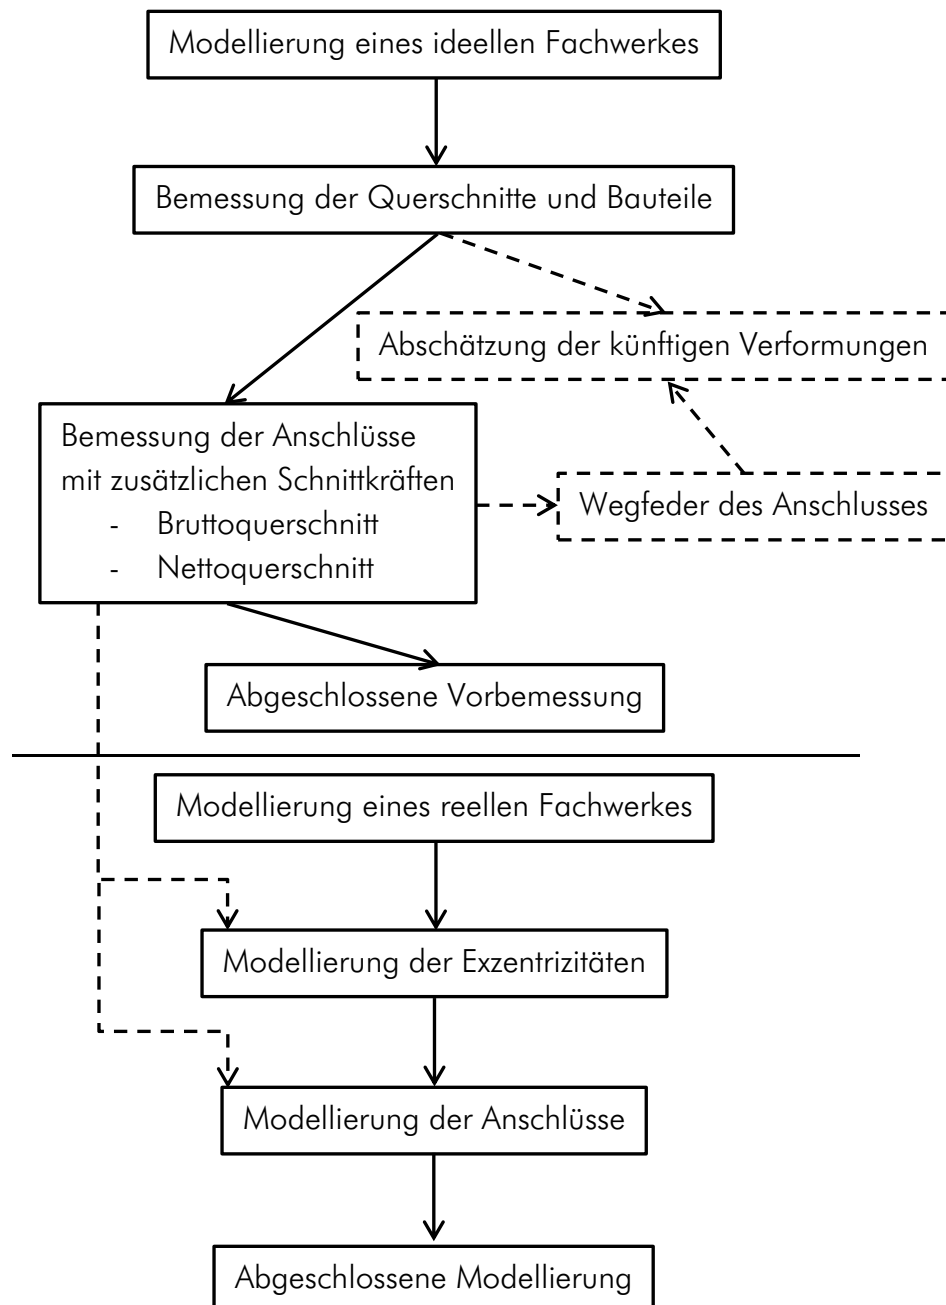 Modellierung eines ideellen Fachwerkes
Bemessung der Querschnitte und Bauteile
Abschätzung der künftigen Verformungen
Bemessung der Anschlüsse
mit zusätzlichen Schnittkräften
- Bruttoquerschnitt
- Nettoquerschnitt
Wegfeder des Anschlusses
Abgeschlossene Vorbemessung
Modellierung eines reellen Fachwerkes
Modellierung der Exzentrizitäten
Modellierung der Anschlüsse
Abgeschlossene Modellierung